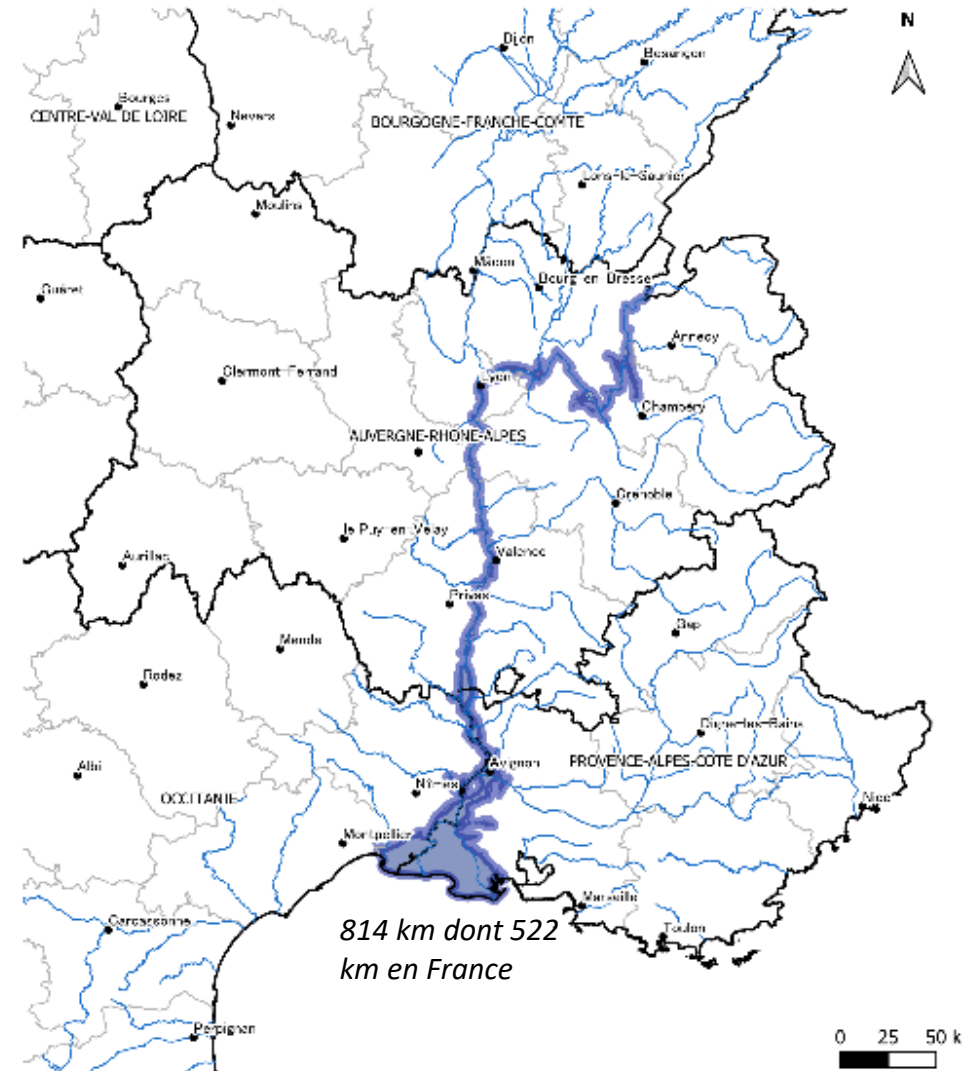 N
Dijon
Besançon
Bourges
CENTRE-VAL DE LOIRE
Nevers
BOURGOGNE-FRANCHE-COMTE
Lons-le-Saunier
Moulins
Mâcon
Bourg-en-Bresse
Guéret
Annecy
Clermont-Ferrand
Lyon
Chambéry
AUVERGNE-RHONE-ALPES
Grenoble
le Puy-en-Velay
Aurillac
Valence
Privas
Gap
Mende
Rodez
Digne-les-Bains
Albi
Avignon
PROVENCE-ALPES-COTE D'AZUR
Nîmes
OCCITANIE
Nice
Montpellier
Marseille
814 km dont 522
km en France
Carcassonne
Toulon
Perpignan
0 25 50 k